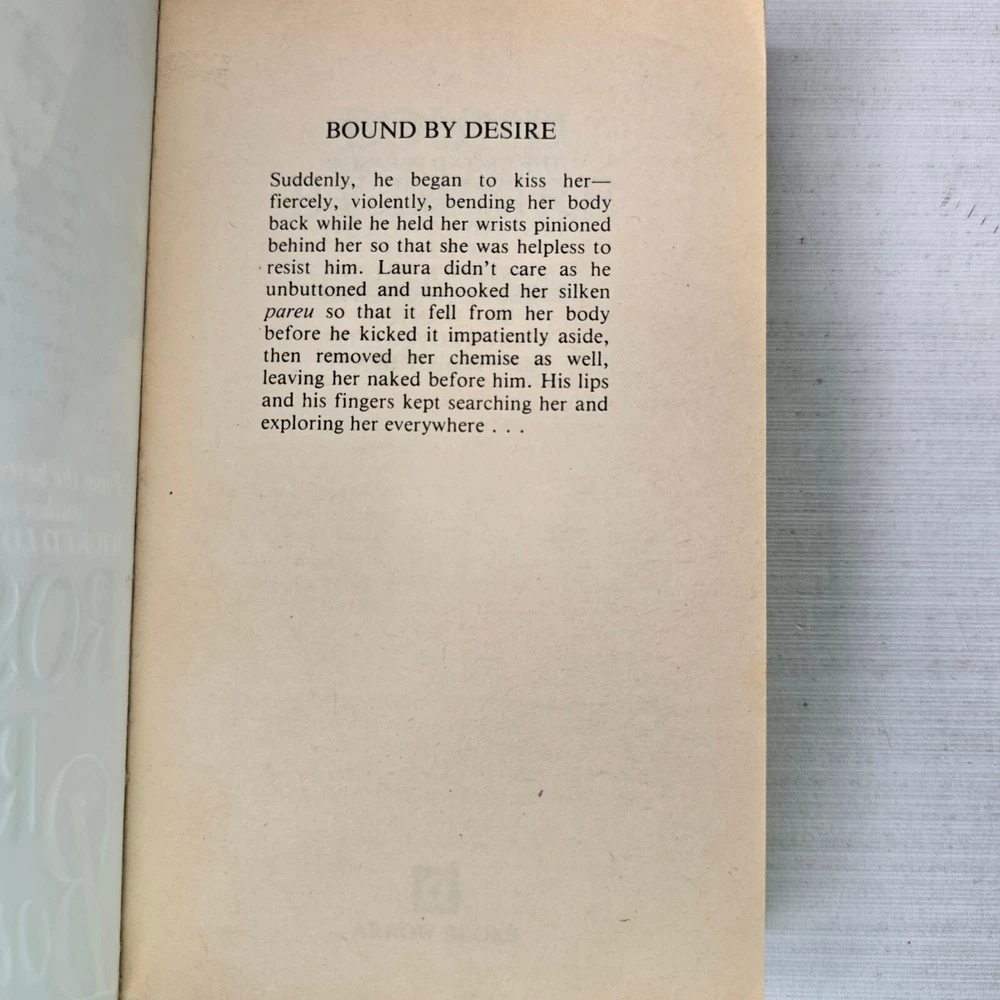 BOUND BY DESIRE
Suddenly, he began to kiss her—
fiercely, violently, bending her body
back while he held her wrists pinioned
behind her so that she was helpless to
resist him. Laura didn't care as he
unbuttoned and unhooked her silken
pareu so that it fell from her body
before he kicked it impatiently aside,
then removed her chemise as well,
leaving her naked before him. His lips
and his fingers kept searching her and
exploring her everywhere . . .